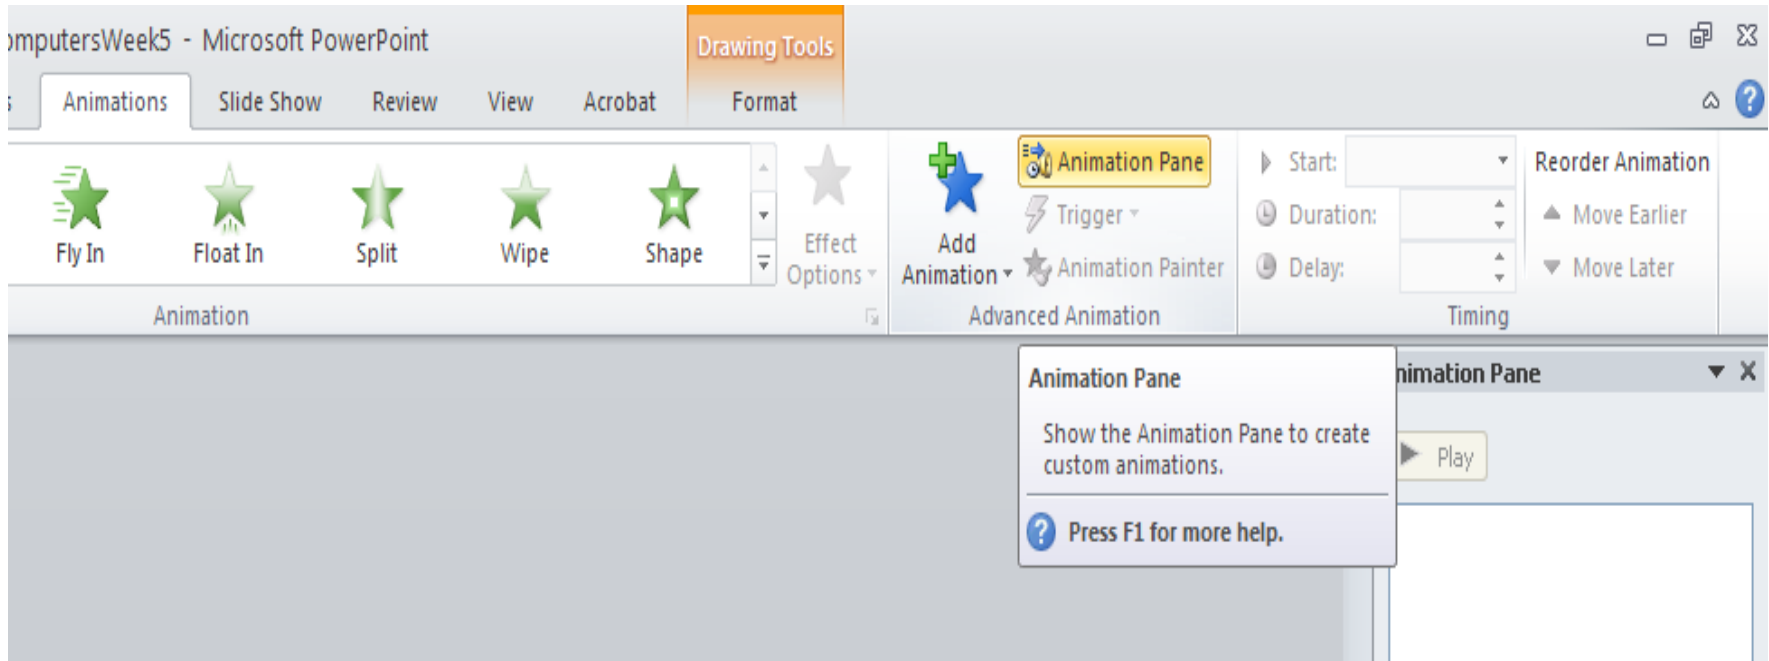 omputersWeek5 - Microsoft PowerPoint
Drawing Tools
s Animations Slide Show Review View Acrobat Format
Fly In Float In Split Wipe Shape
Effect Options
Add Animation
Animation Pane
Trigger
Animation Painter
Start:
Duration:
Delay:
Reorder Animation
Move Earlier
Move Later
Animation Advanced Animation Timing
Animation Pane
Show the Animation Pane to create
custom animations.
Press F1 for more help.
nimation Pane
Play